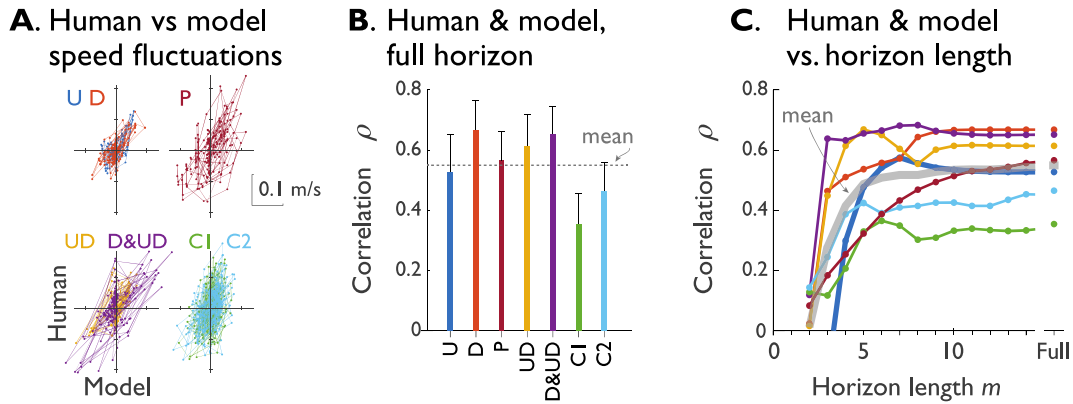 A. Human vs model
speed fluctuations
U D
P
0.1 m/s
UD D&UD
C1 C2
Human
Model
B. Human & model,
full horizon
0.8
0.6
0.4
0.2
0
Correlation ρ
mean
U
D
P
UD
D&UD
C1
C2
C. Human & model
vs. horizon length
0.8
0.6
0.4
0.2
0
Correlation ρ
mean
0 5 10 Full
Horizon length m